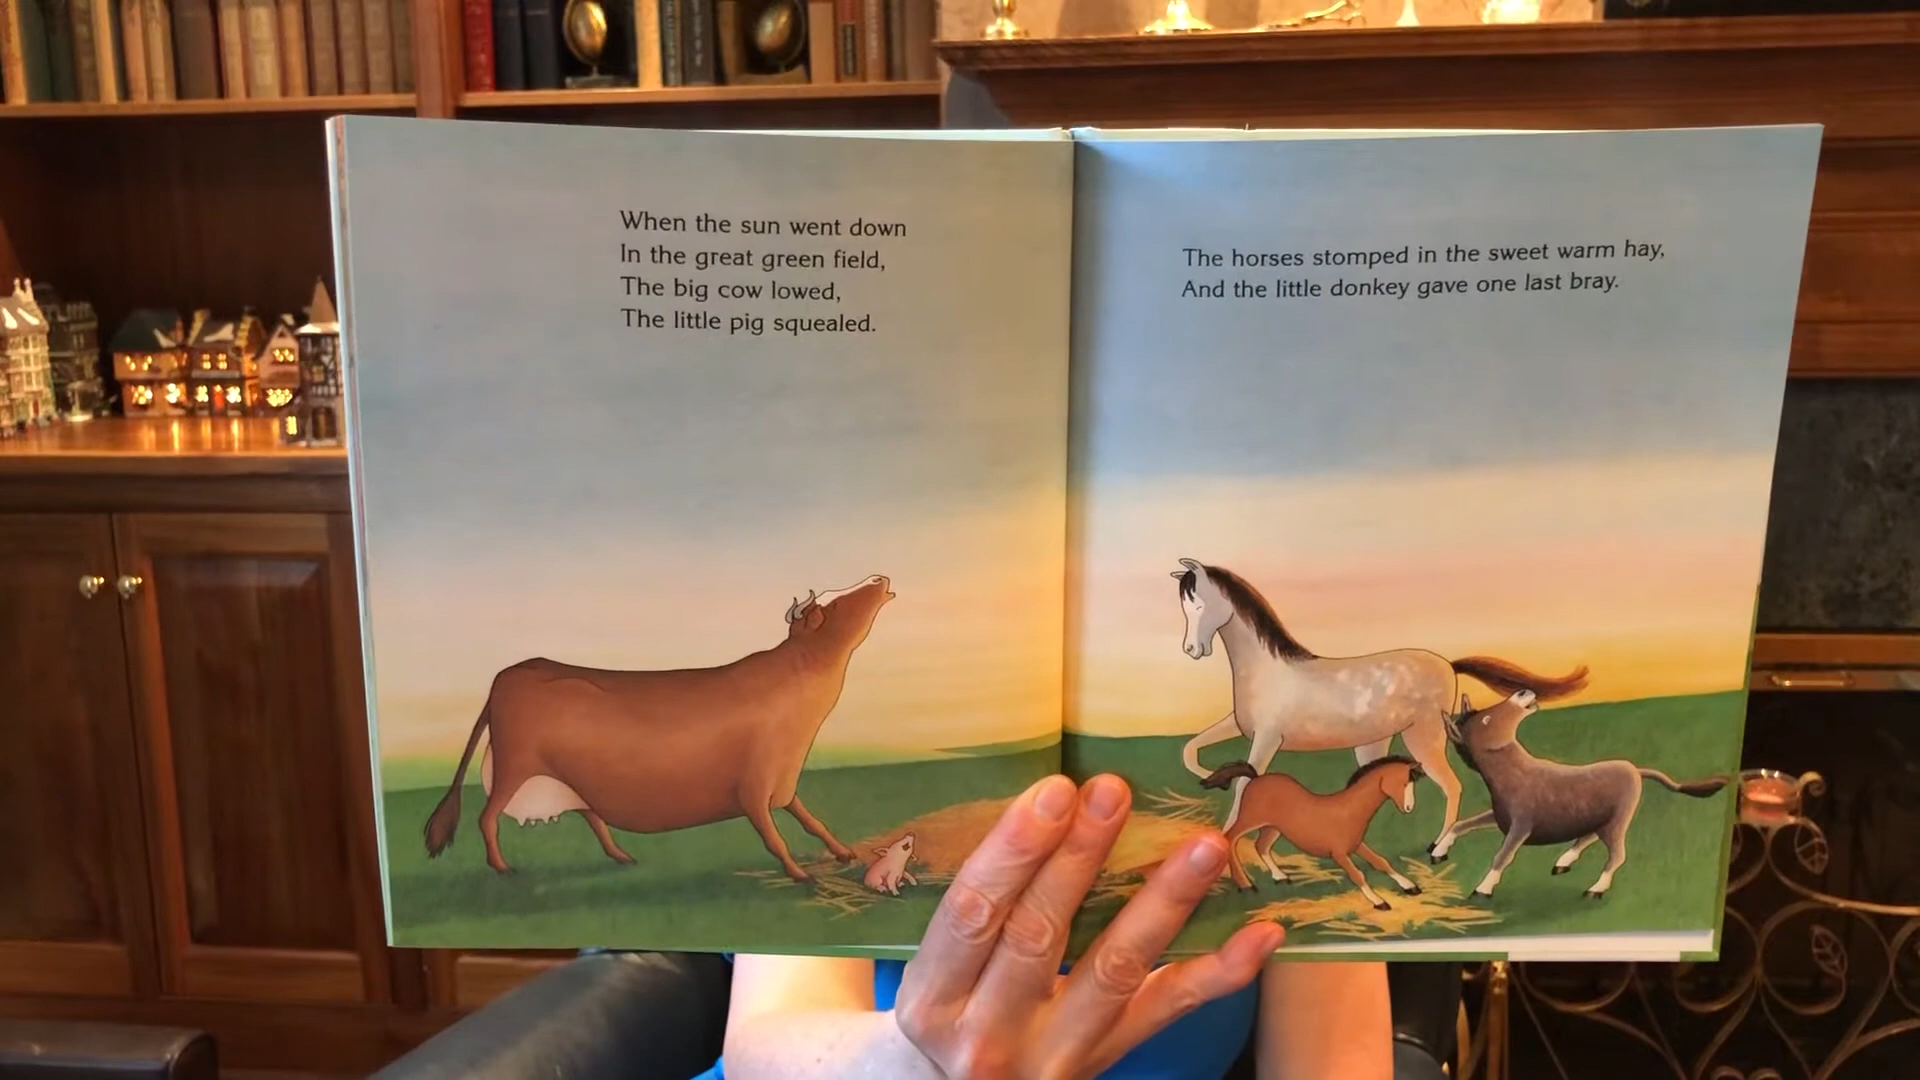 When the sun went down
In the great green field,
The big cow lowed,
The little pig squealed.
The horses stomped in the sweet warm hay,
And the little donkey gave one last bray.